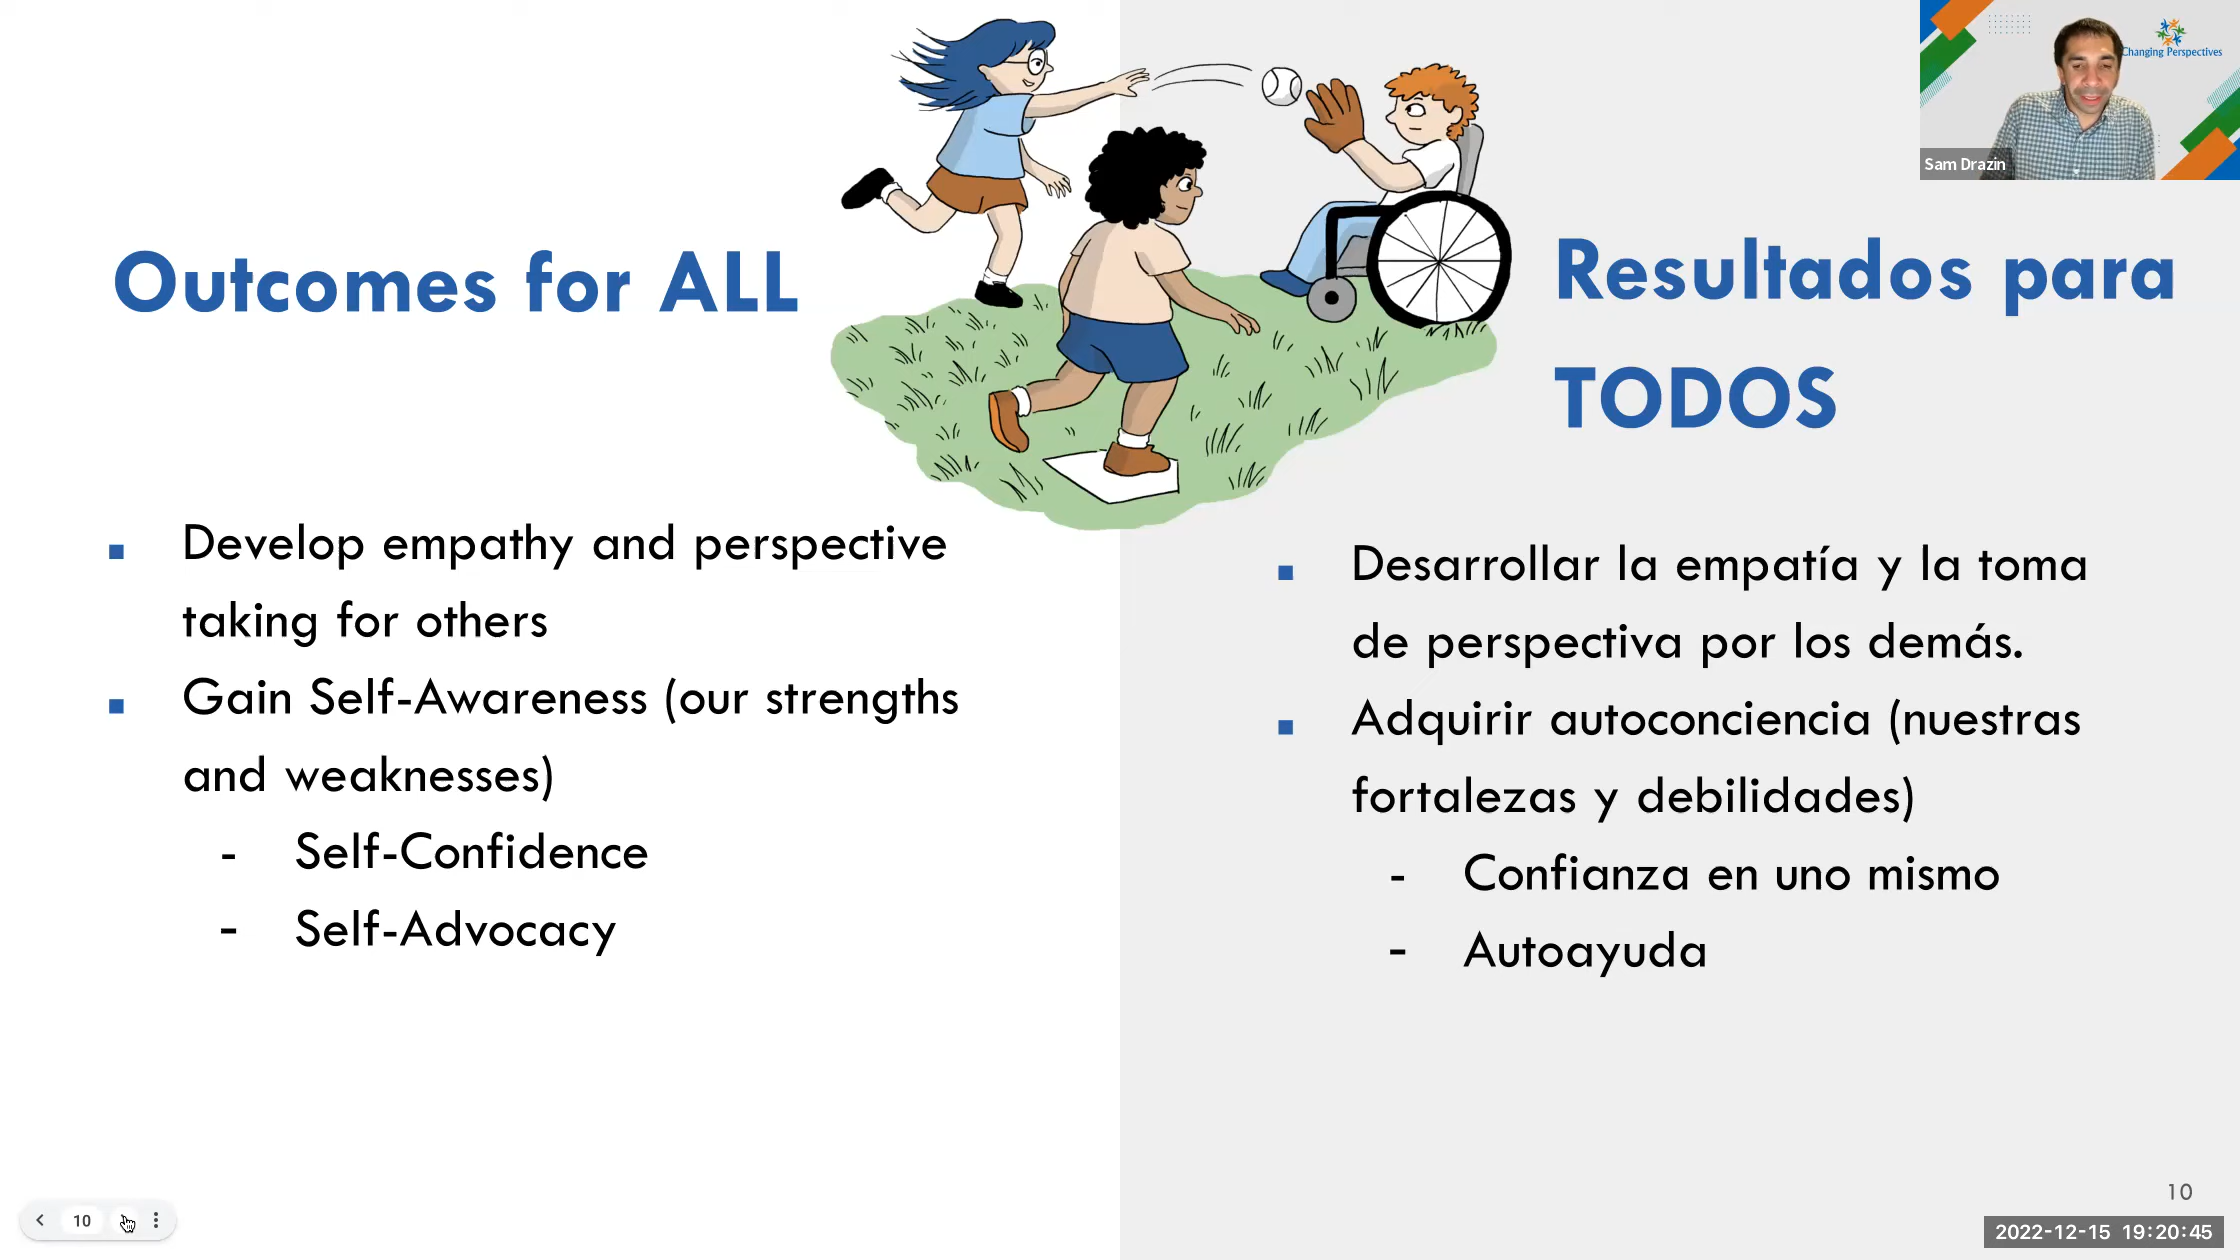 Outcomes for ALL
Develop empathy and perspective
taking for others
Gain Self-Awareness (our strengths
and weaknesses)
- Self-Confidence
- Self-Advocacy
Resultados para
TODOS
Desarrollar la empatía y la toma
de perspectiva por los demás.
Adquirir autoconciencia (nuestras
fortalezas y debilidades)
- Confianza en uno mismo
- Autoayuda
Changing Perspectives
Sam Drazin
10
10
2022-12-15 19:20:45